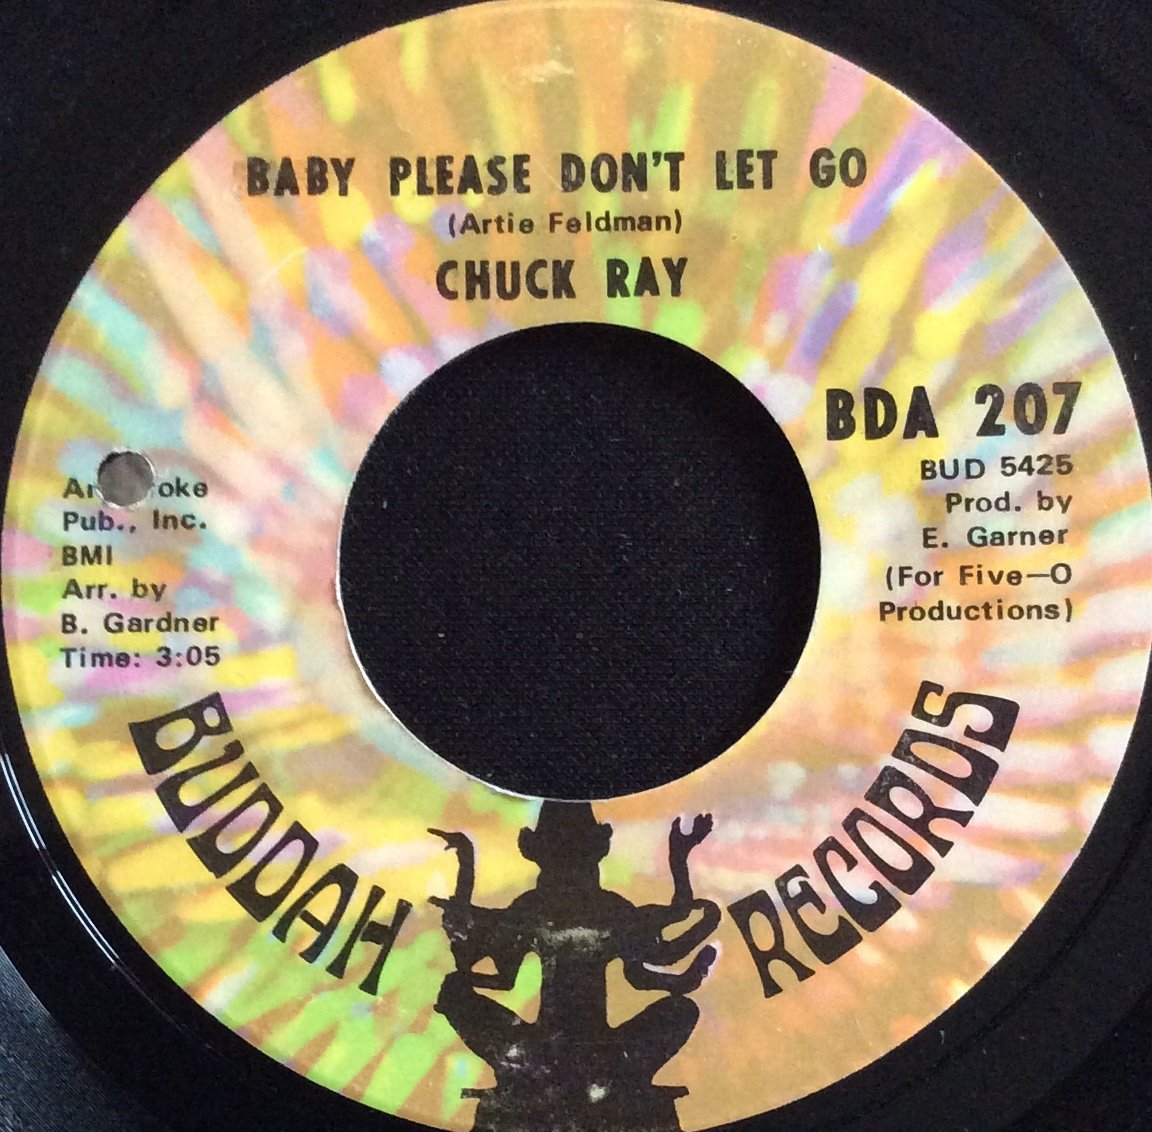 BABY PLEASE DON'T LET GO
(Artie Feldman)
CHUCK RAY
BDA 207
BUD 5425
Prod. by
E. Garner
(For Five—O
Productions)
Pub., Inc.
BMI
Arr. by
B. Gardner
Time: 3:05
BUDDAH RECORDS